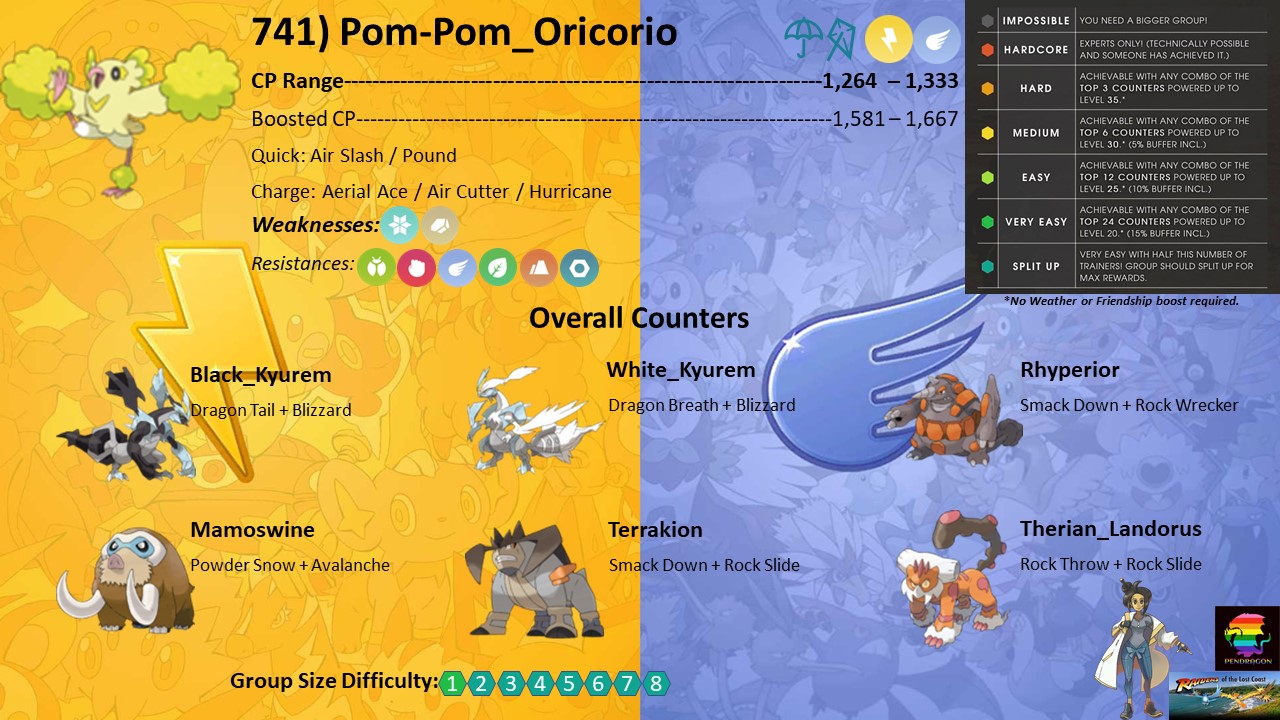 741) Pom-Pom_Oricorio
CP Range--------------------------------------------------------------------1,264 – 1,333
Boosted CP--------------------------------------------------------------------1,581 – 1,667
Quick: Air Slash / Pound
Charge: Aerial Ace / Air Cutter / Hurricane
Weaknesses:
Resistances:
IMPOSSIBLE YOU NEED A BIGGER GROUP!
HARDCORE EXPERTS ONLY! (TECHNICALLY POSSIBLE
AND SOMEONE HAS ACHIEVED IT.)
HARD ACHIEVABLE WITH ANY COMBO OF THE
TOP 3 COUNTERS POWERED UP TO
LEVEL 35.*
MEDIUM ACHIEVABLE WITH ANY COMBO OF THE
TOP 6 COUNTERS POWERED UP TO
LEVEL 30.* (5% BUFFER INCL.)
EASY ACHIEVABLE WITH ANY COMBO OF THE
TOP 12 COUNTERS POWERED UP TO
LEVEL 25.* (10% BUFFER INCL.)
VERY EASY ACHIEVABLE WITH ANY COMBO OF THE
TOP 24 COUNTERS POWERED UP TO
LEVEL 20.* (15% BUFFER INCL.)
SPLIT UP VERY EASY WITH HALF THIS NUMBER OF
TRAINERS! GROUP SHOULD SPLIT UP FOR
MAX REWARDS.
*No Weather or Friendship boost required.
Overall Counters
Black_Kyurem
Dragon Tail + Blizzard
White_Kyurem
Dragon Breath + Blizzard
Rhyperior
Smack Down + Rock Wrecker
Mamoswine
Powder Snow + Avalanche
Terrakion
Smack Down + Rock Slide
Therian_Landorus
Rock Throw + Rock Slide
Group Size Difficulty: 1 2 3 4 5 6 7 8
PENDRAGON
RAIDERS of the Lost Coast